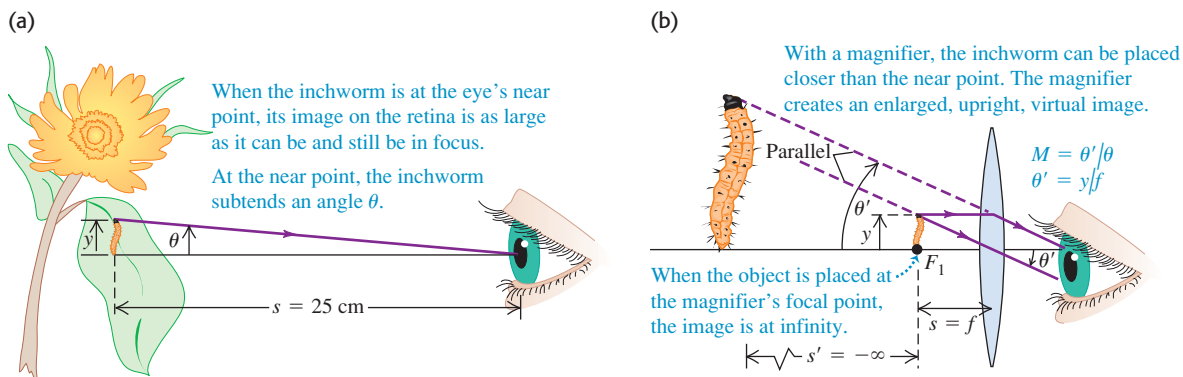 (a)
When the inchworm is at the eye's near
point, its image on the retina is as large
as it can be and still be in focus.
At the near point, the inchworm
subtends an angle θ.
y
θ
s = 25 cm
(b)
With a magnifier, the inchworm can be placed
closer than the near point. The magnifier
creates an enlarged, upright, virtual image.
Parallel
M = θ'/θ
θ' = y/f
θ'
y
F₁
θ'
When the object is placed at
the magnifier's focal point,
the image is at infinity.
s = f
s' = −∞